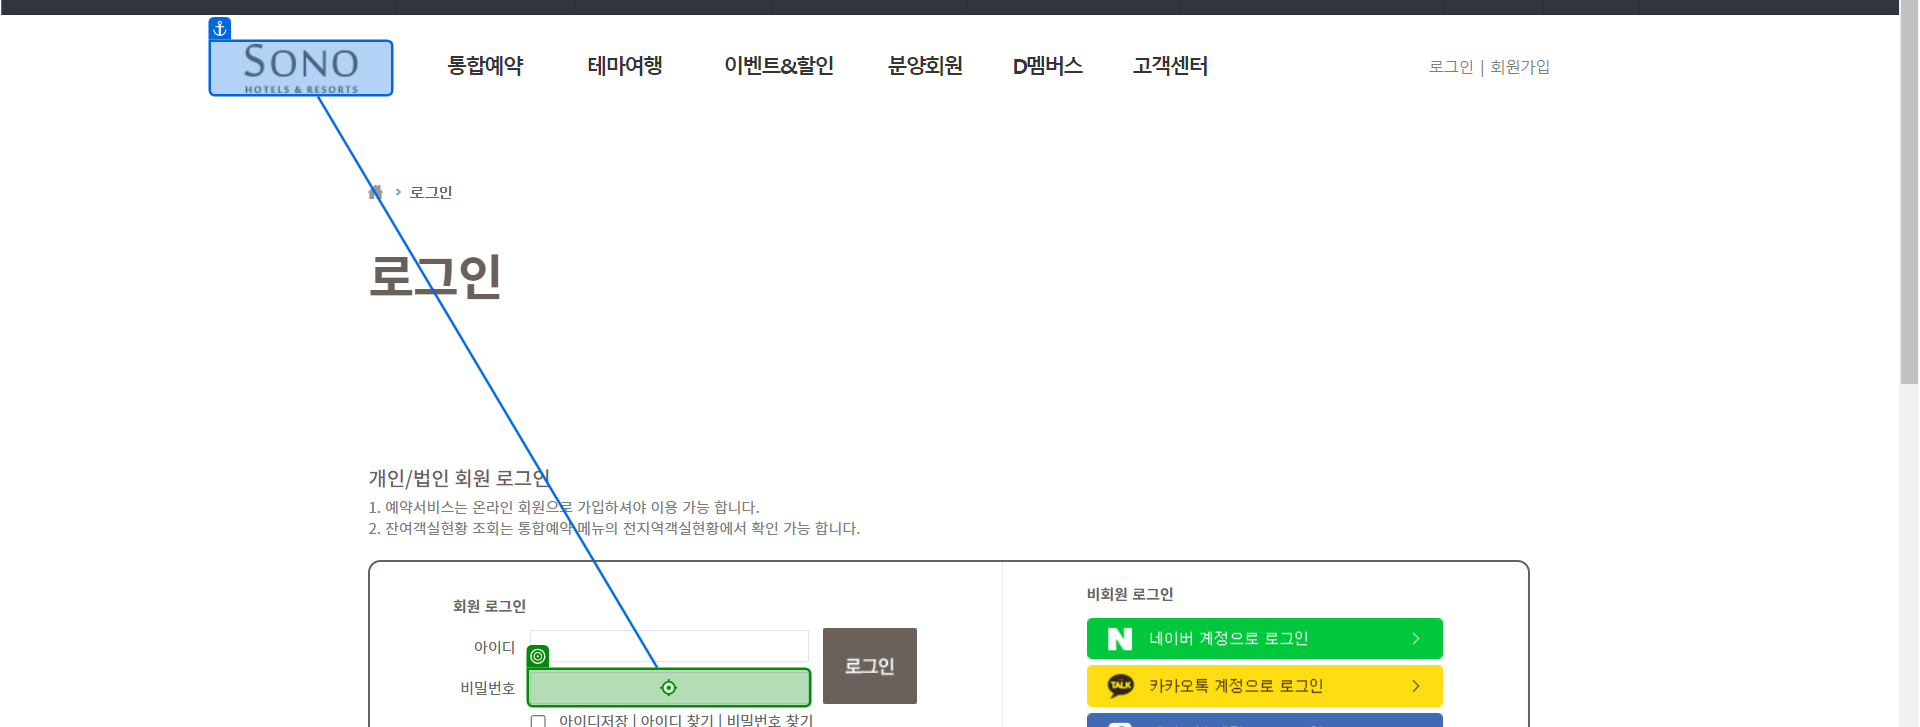 SONO
HOTELS & RESORTS
통합예약 테마여행 이벤트&할인 분양회원 D멤버스 고객센터
로그인 | 회원가입
> 로그인
로그인
개인/법인 회원 로그인
1. 예약서비스는 온라인 회원으로 가입하셔야 이용 가능 합니다.
2. 잔여객실현황 조회는 통합예약 메뉴의 전지역객실현황에서 확인 가능 합니다.
회원 로그인
아이디
비밀번호
로그인
아이디저장 | 아이디 찾기 | 비밀번호 찾기
비회원 로그인
N 네이버 계정으로 로그인
TALK 카카오톡 계정으로 로그인